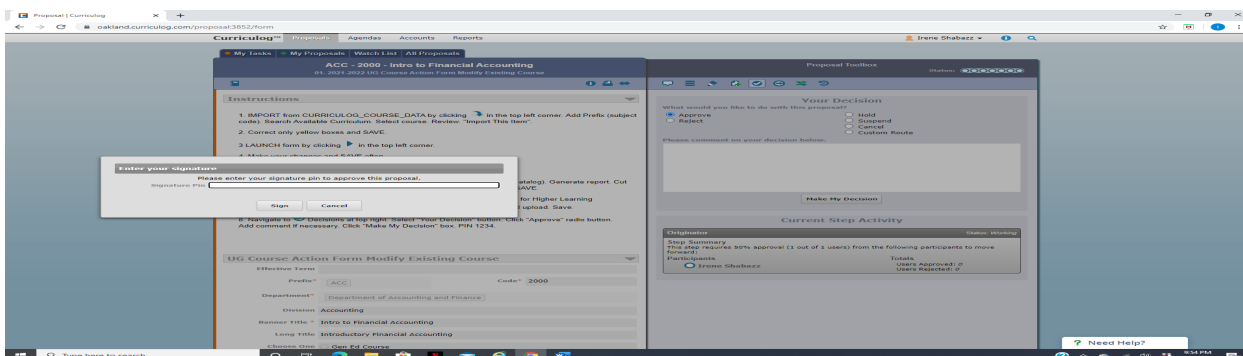 Proposal | Curriculog
oakland.curriculog.com/proposal:3852/form
Curriculog™ Proposals Agendas Accounts Reports Irene Shabazz
My Tasks My Proposals Watch List All Proposals
ACC - 2000 - Intro to Financial Accounting
01. 2021-2022 UG Course Action Form Modify Existing Course
Instructions
1. IMPORT from CURRICULOG_COURSE_DATA by clicking in the top left corner. Add Prefix (subject
code). Search Available Curriculum. Select course. Review. "Import This Item".
2. Correct only yellow boxes and SAVE.
3 LAUNCH form by clicking in the top left corner.
4. Make your changes and SAVE often.
Enter your signature
Please enter your signature pin to approve this proposal.
Signature Pin
Sign Cancel
atalog). Generate report. Cut
AVE.
for Higher Learning
upload. Save.
8. Navigate to Decisions at top right. Select "Your Decision" button. Click "Approve" radio button.
Add comment if necessary. Click "Make My Decision" box. PIN 1234.
UG Course Action Form Modify Existing Course
Effective Term
Prefix* [ACC] Code* 2000
Department* [Department of Accounting and Finance]
Division Accounting
Banner Title * Intro to Financial Accounting
Long Title Introductory Financial Accounting
Choose One Gen Ed Course
Proposal Toolbox
Status:
Your Decision
What would you like to do with this proposal?
Approve
Reject
Hold
Suspend
Cancel
Custom Route
Please comment on your decision below.
Make My Decision
Current Step Activity
Originator Status: Working
Step Summary
This step requires 50% approval (1 out of 1 users) from the following participants to move
forward:
Participants Totals
Irene Shabazz Users Approved: 0
Users Rejected: 0
? Need Help?
Type here to search
9:54 PM